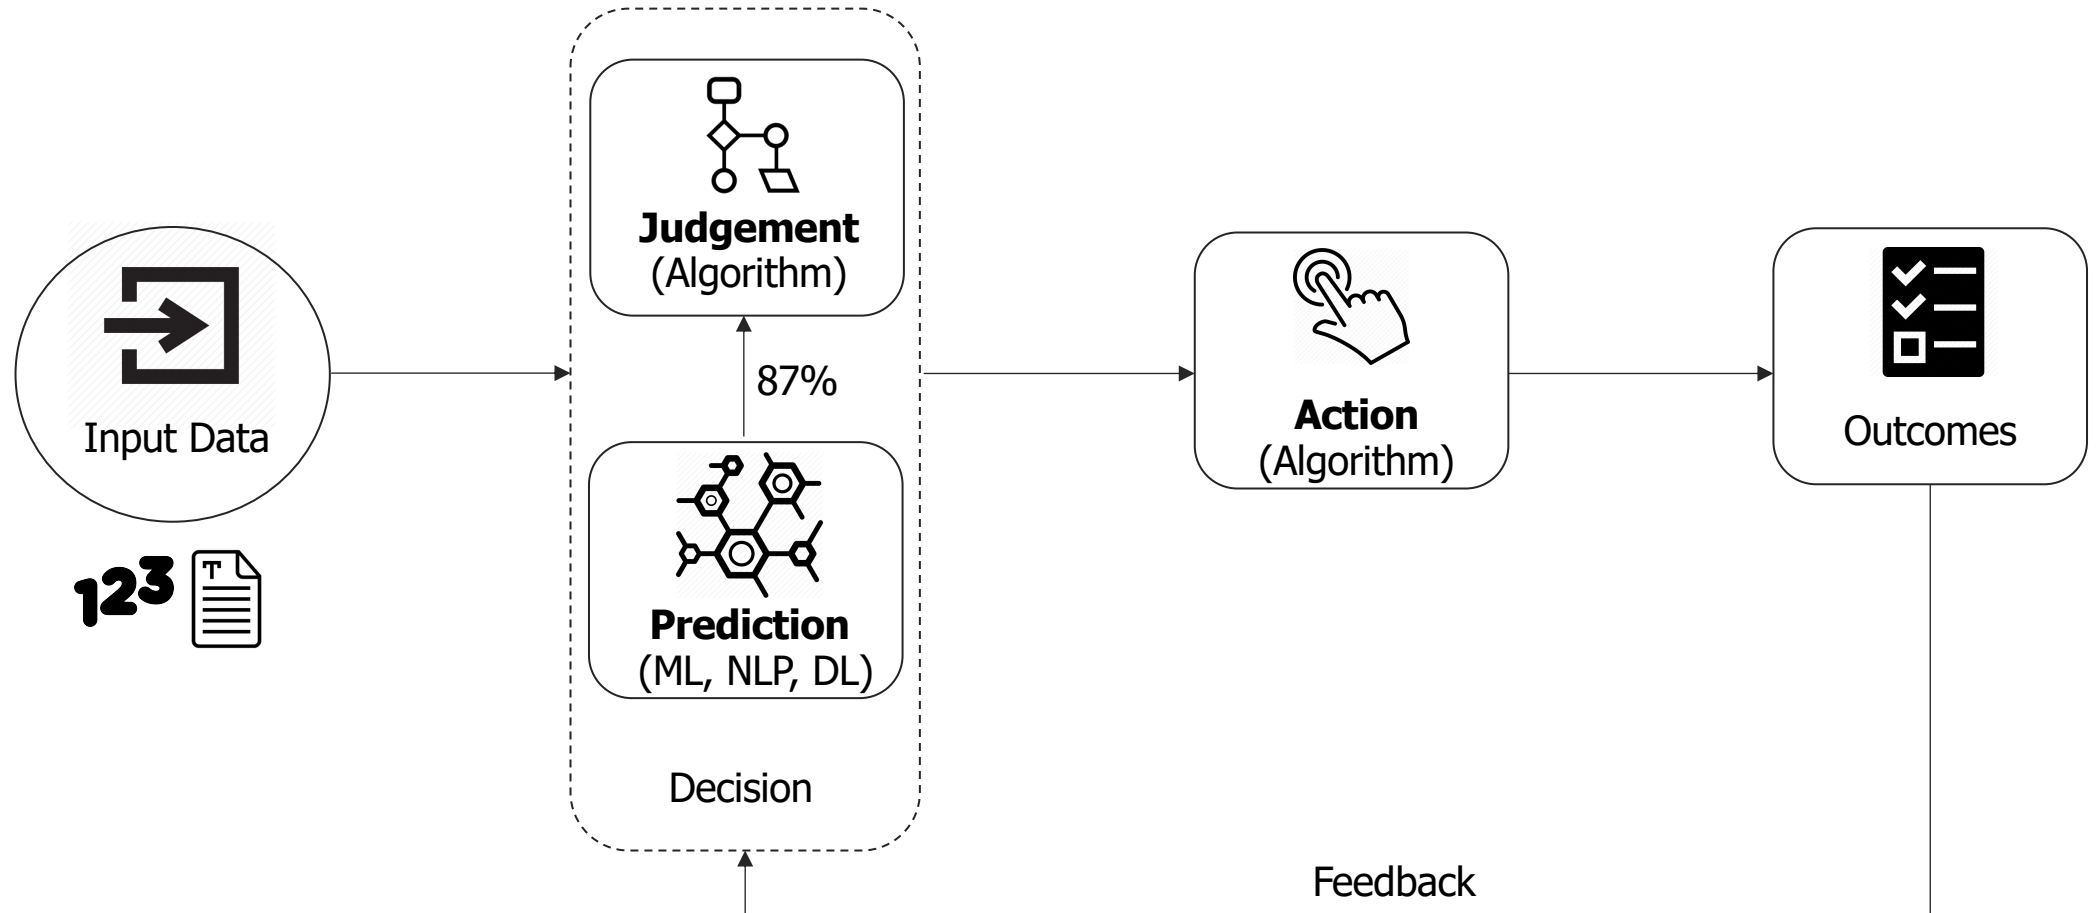 Judgement
(Algorithm)
87%
Prediction
(ML, NLP, DL)
Decision
Input Data
123
T
Action
(Algorithm)
Outcomes
Feedback